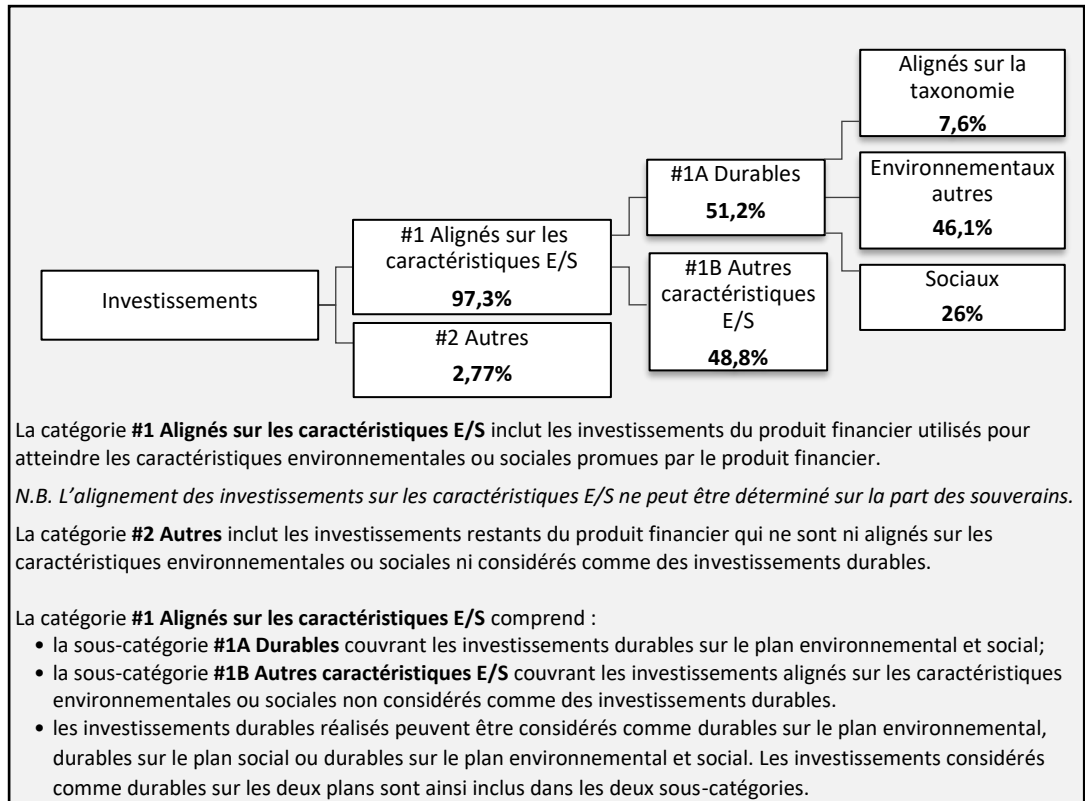 Alignés sur la
taxonomie
7,6%
#1A Durables
51,2%
Environnementaux
autres
46,1%
#1 Alignés sur les
caractéristiques E/S
97,3%
#1B Autres
caractéristiques
E/S
48,8%
Sociaux
26%
Investissements
#2 Autres
2,77%
La catégorie #1 Alignés sur les caractéristiques E/S inclut les investissements du produit financier utilisés pour
atteindre les caractéristiques environnementales ou sociales promues par le produit financier.
N.B. L'alignement des investissements sur les caractéristiques E/S ne peut être déterminé sur la part des souverains.
La catégorie #2 Autres inclut les investissements restants du produit financier qui ne sont ni alignés sur les
caractéristiques environnementales ou sociales ni considérés comme des investissements durables.
La catégorie #1 Alignés sur les caractéristiques E/S comprend :
• la sous-catégorie #1A Durables couvrant les investissements durables sur le plan environnemental et social;
• la sous-catégorie #1B Autres caractéristiques E/S couvrant les investissements alignés sur les caractéristiques
environnementales ou sociales non considérés comme des investissements durables.
• les investissements durables réalisés peuvent être considérés comme durables sur le plan environnemental,
durables sur le plan social ou durables sur le plan environnemental et social. Les investissements considérés
comme durables sur les deux plans sont ainsi inclus dans les deux sous-catégories.